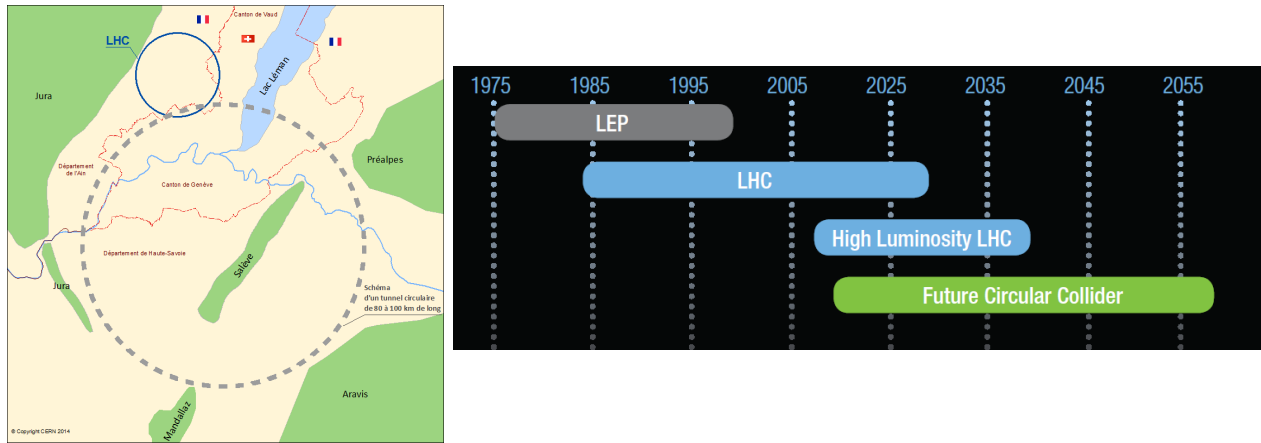 Canton de Vaud
LHC
Lac Léman
Jura
Préalpes
Département
de l'Ain
Canton de Genève
Département de Haute-Savoie
Salève
Jura
Schéma
d'un tunnel circulaire
de 80 à 100 km de long
Aravis
Mandallaz
© Copyright CERN 2014
1975 1985 1995 2005 2025 2035 2045 2055
LEP
LHC
High Luminosity LHC
Future Circular Collider